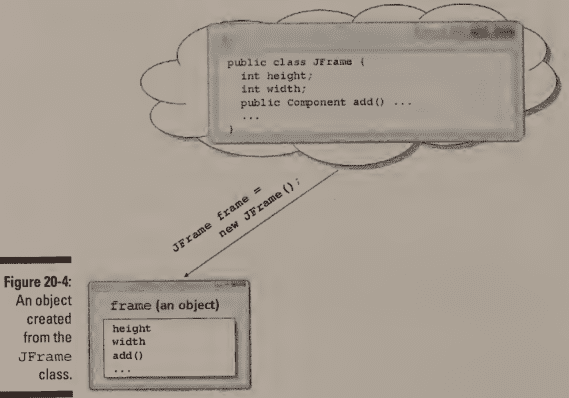 public class JFrame {
int height;
int width;
public Component add() ...
...
}
JFrame frame =
new JFrame();
Figure 20-4:
An object
created
from the
JFrame
class.
frame (an object)
height
width
add()
...